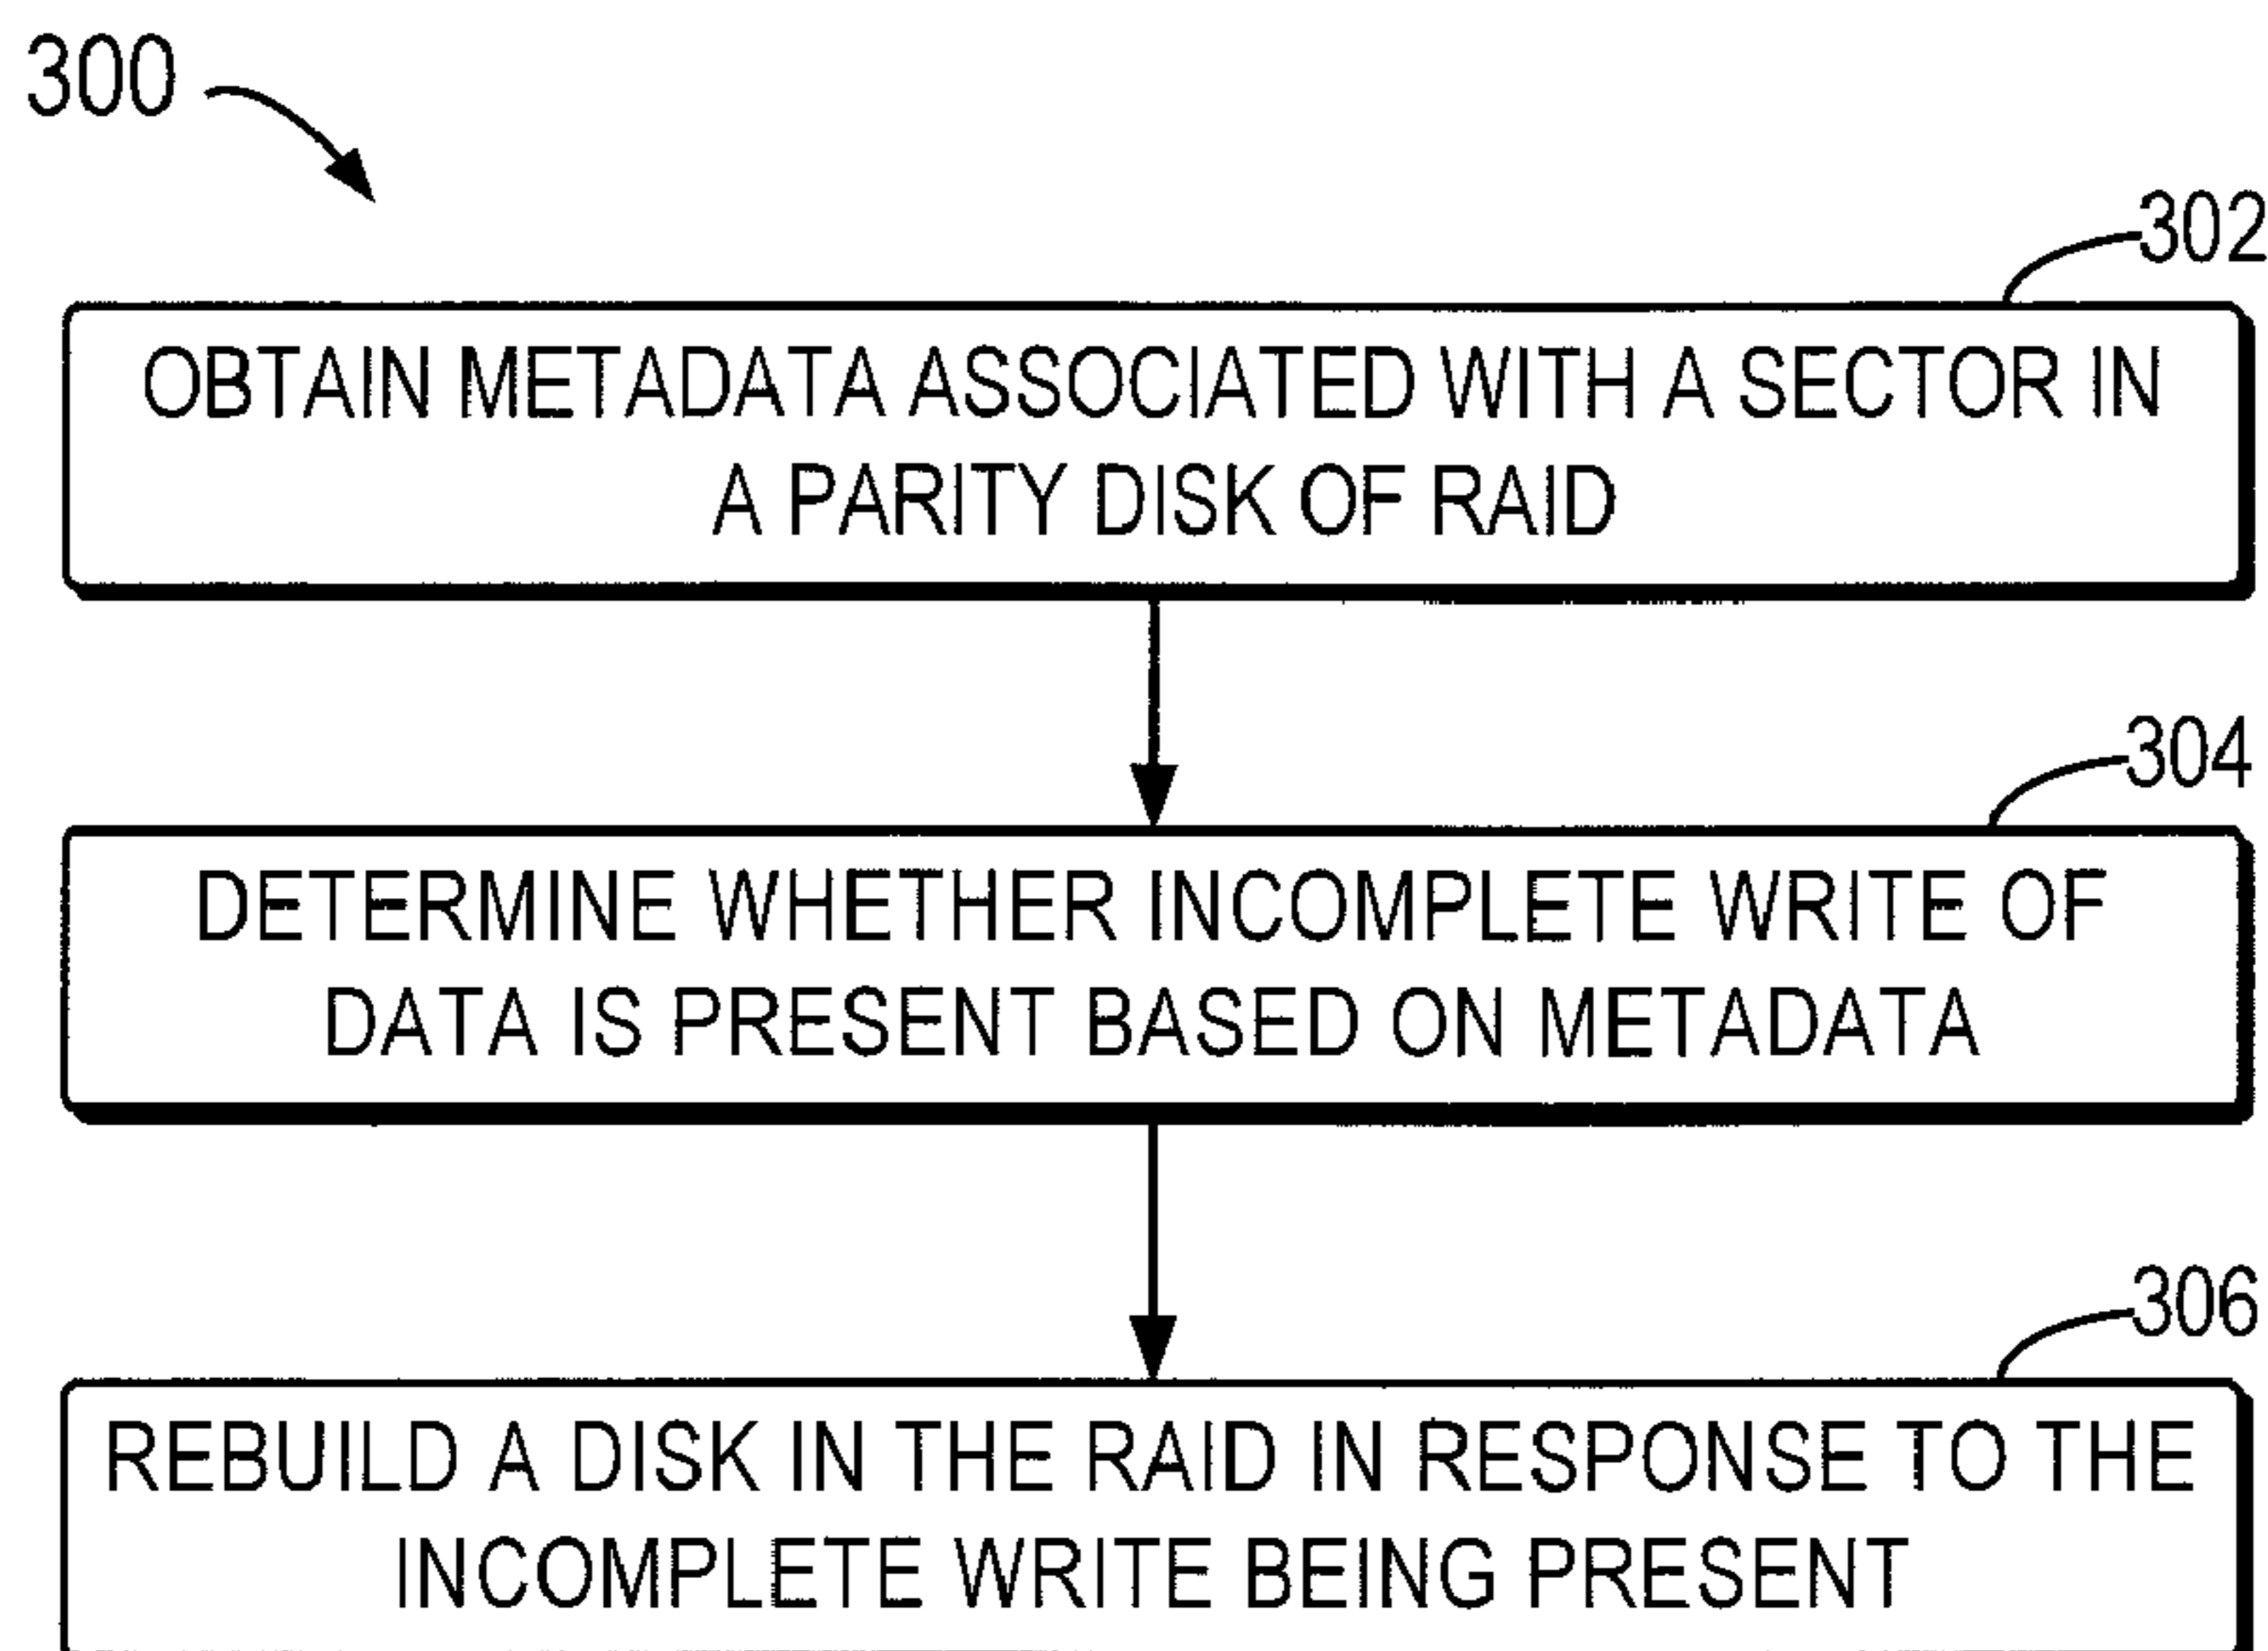 300
302
OBTAIN METADATA ASSOCIATED WITH A SECTOR IN
A PARITY DISK OF RAID
304
DETERMINE WHETHER INCOMPLETE WRITE OF
DATA IS PRESENT BASED ON METADATA
306
REBUILD A DISK IN THE RAID IN RESPONSE TO THE
INCOMPLETE WRITE BEING PRESENT